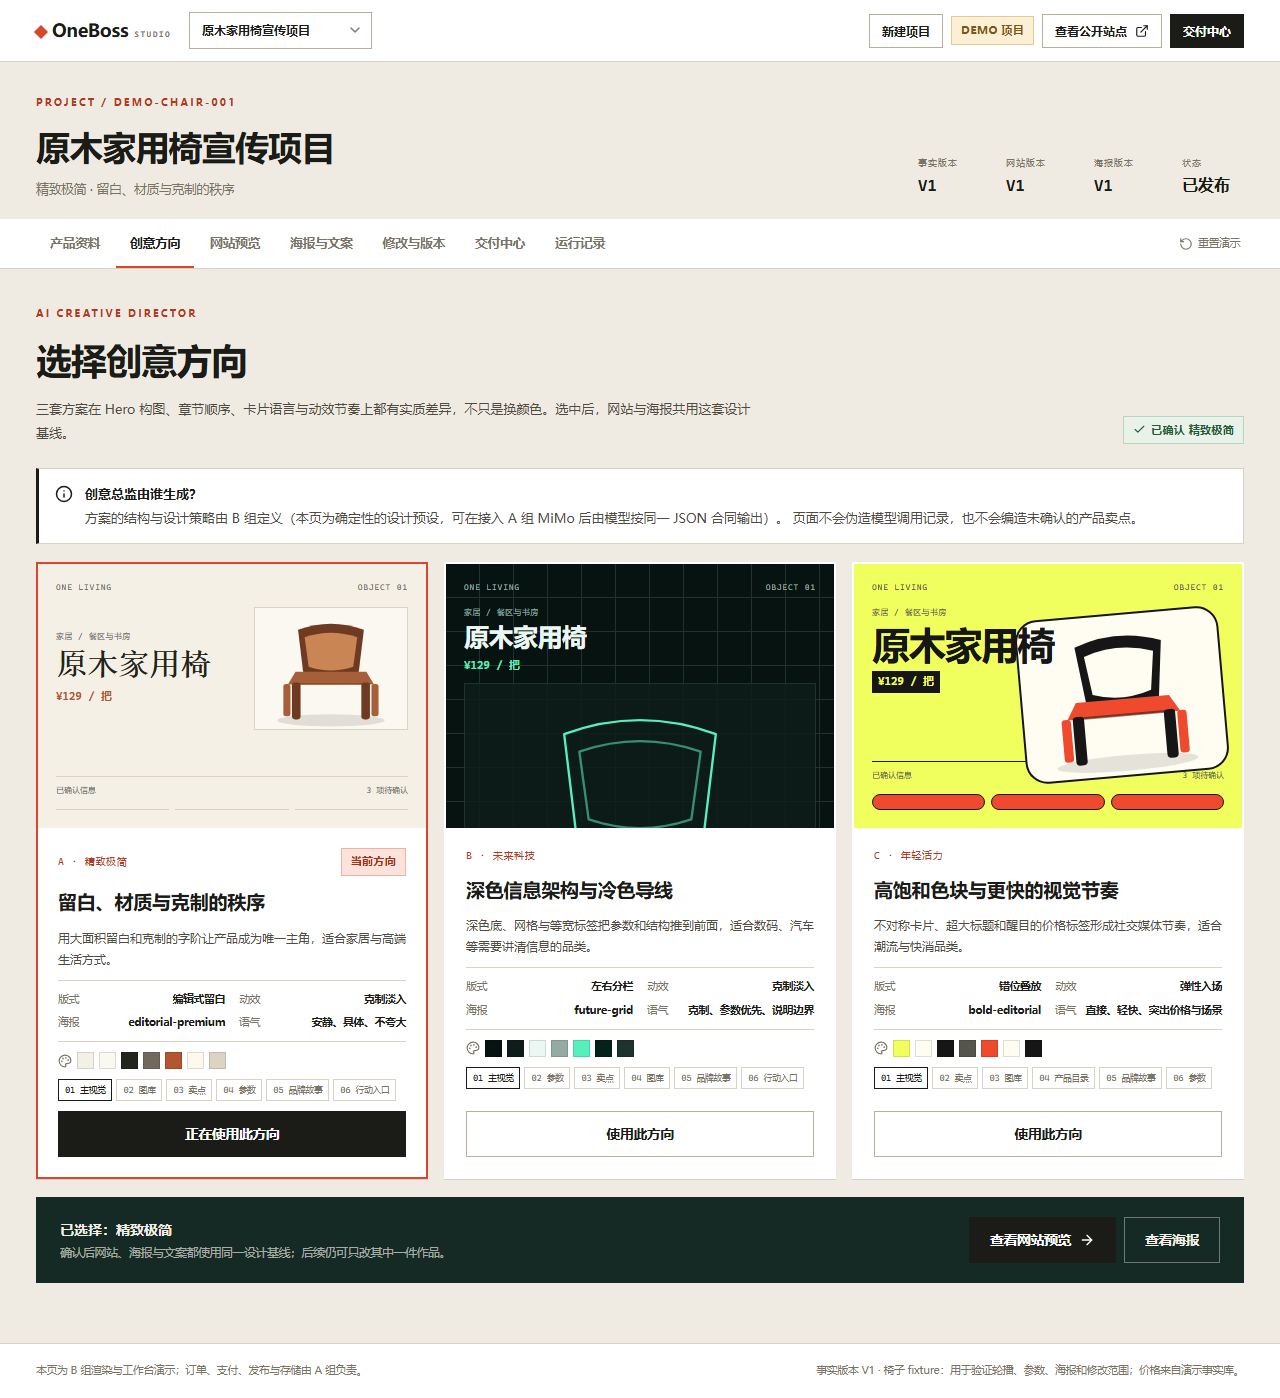 OneBoss STUDIO
原木家用椅宣传项目
新建项目
DEMO 项目
查看公开站点
交付中心
PROJECT / DEMO-CHAIR-001
原木家用椅宣传项目
精致极简 · 留白、材质与克制的秩序
事实版本 网站版本 海报版本 状态
V1 V1 V1 已发布
产品资料 创意方向 网站预览 海报与文案 修改与版本 交付中心 运行记录
重置演示
AI CREATIVE DIRECTOR
选择创意方向
三套方案在 Hero 构图、章节顺序、卡片语言与动效节奏上都有实质差异，不只是换颜色。选中后，网站与海报共用这套设计
基线。
已确认 精致极简
创意总监由谁生成？
方案的结构与设计策略由 B 组定义（本页为确定性的设计预设，可在接入 A 组 MiMo 后由模型按同一 JSON 合同输出）。 页面不会伪造模型调用记录，也不会编造未确认的产品卖点。
ONE LIVING OBJECT 01
家居 / 餐区与书房
原木家用椅
¥129 / 把
已确认信息 3 项待确认
A · 精致极简
当前方向
留白、材质与克制的秩序
用大面积留白和克制的字阶让产品成为唯一主角，适合家居与高端
生活方式。
版式 编辑式留白 动效 克制淡入
海报 editorial-premium 语气 安静、具体、不夸大
01 主视觉 02 图库 03 卖点 04 参数 05 品牌故事 06 行动入口
正在使用此方向
ONE LIVING OBJECT 01
家居 / 餐区与书房
原木家用椅
¥129 / 把
B · 未来科技
深色信息架构与冷色导线
深色底、网格与等宽标签把参数和结构推到前面，适合数码、汽车
等需要讲清信息的品类。
版式 左右分栏 动效 克制淡入
海报 future-grid 语气 克制、参数优先、说明边界
01 主视觉 02 参数 03 卖点 04 图库 05 品牌故事 06 行动入口
使用此方向
ONE LIVING OBJECT 01
家居 / 餐区与书房
原木家用椅
¥129 / 把
已确认信息 3 项待确认
C · 年轻活力
高饱和色块与更快的视觉节奏
不对称卡片、超大标题和醒目的价格标签形成社交媒体节奏，适合
潮流与快消品类。
版式 错位叠放 动效 弹性入场
海报 bold-editorial 语气 直接、轻快、突出价格与场景
01 主视觉 02 卖点 03 图库 04 产品目录 05 品牌故事 06 参数
使用此方向
已选择：精致极简
确认后网站、海报与文案都使用同一设计基线；后续仍可只改其中一件作品。
查看网站预览
查看海报
本页为 B 组渲染与工作台演示；订单、支付、发布与存储由 A 组负责。
事实版本 V1 · 椅子 fixture：用于验证轮播、参数、海报和修改范围；价格来自演示事实库。